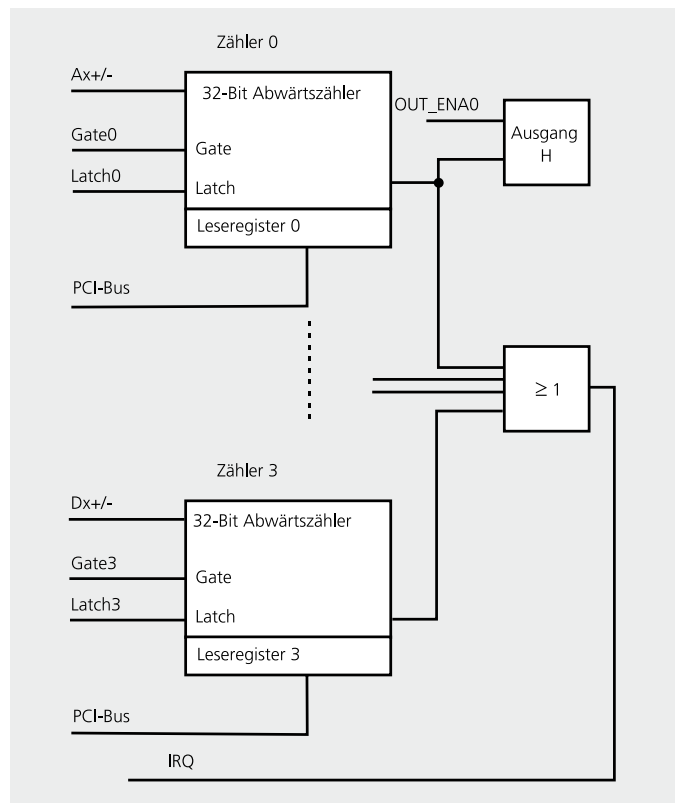 Zähler 0
Ax+/-
32-Bit Abwärtszähler
OUT_ENA0
Ausgang
H
Gate0
Gate
Latch0
Latch
Leseregister 0
PCI-Bus
≥ 1
Zähler 3
Dx+/-
32-Bit Abwärtszähler
Gate3
Gate
Latch3
Latch
Leseregister 3
PCI-Bus
IRQ